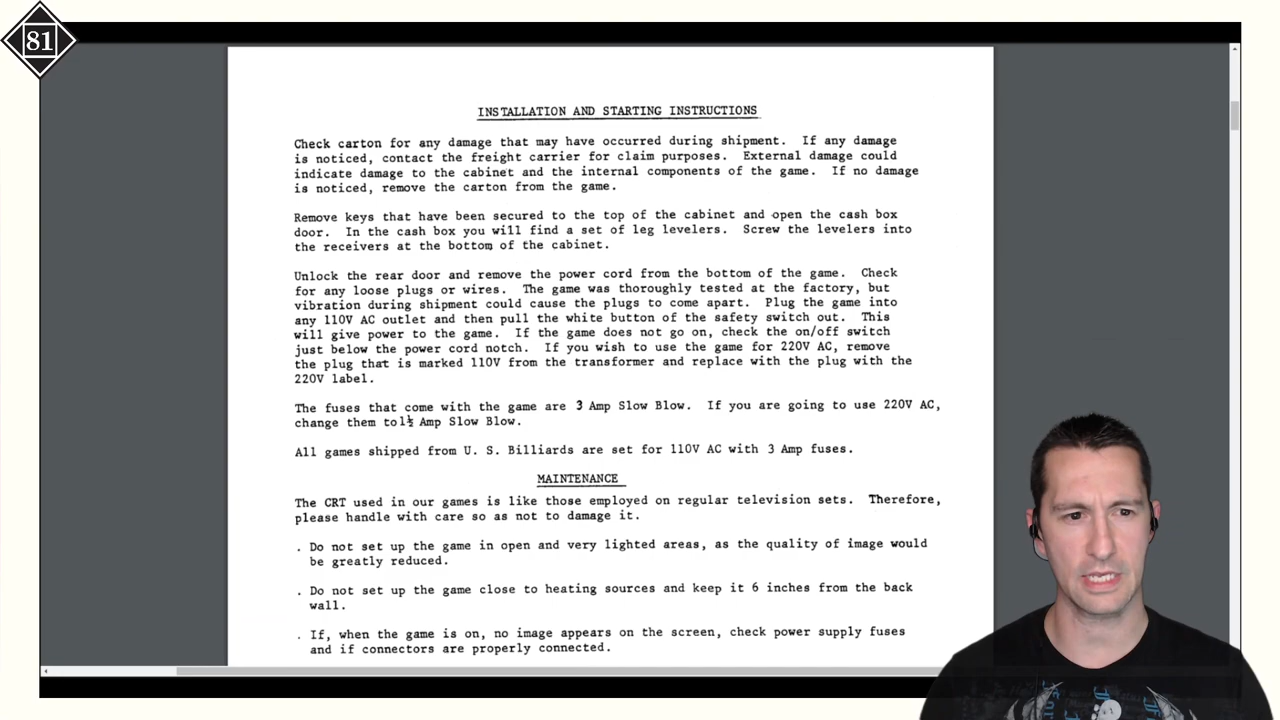 81
INSTALLATION AND STARTING INSTRUCTIONS
Check carton for any damage that may have occurred during shipment. If any damage
is noticed, contact the freight carrier for claim purposes. External damage could
indicate damage to the cabinet and the internal components of the game. If no damage
is noticed, remove the carton from the game.
Remove keys that have been secured to the top of the cabinet and open the cash box
door. In the cash box you will find a set of leg levelers. Screw the levelers into
the receivers at the bottom of the cabinet.
Unlock the rear door and remove the power cord from the bottom of the game. Check
for any loose plugs or wires. The game was thoroughly tested at the factory, but
vibration during shipment could cause the plugs to come apart. Plug the game into
any 110V AC outlet and then pull the white button of the safety switch out. This
will give power to the game. If the game does not go on, check the on/off switch
just below the power cord notch. If you wish to use the game for 220V AC, remove
the plug that is marked 110V from the transformer and replace with the plug with the
220V label.
The fuses that come with the game are 3 Amp Slow Blow. If you are going to use 220V AC,
change them to 1½ Amp Slow Blow.
All games shipped from U. S. Billiards are set for 110V AC with 3 Amp fuses.
MAINTENANCE
The CRT used in our games is like those employed on regular television sets. Therefore,
please handle with care so as not to damage it.
. Do not set up the game in open and very lighted areas, as the quality of image would
be greatly reduced.
. Do not set up the game close to heating sources and keep it 6 inches from the back
wall.
. If, when the game is on, no image appears on the screen, check power supply fuses
and if connectors are properly connected.